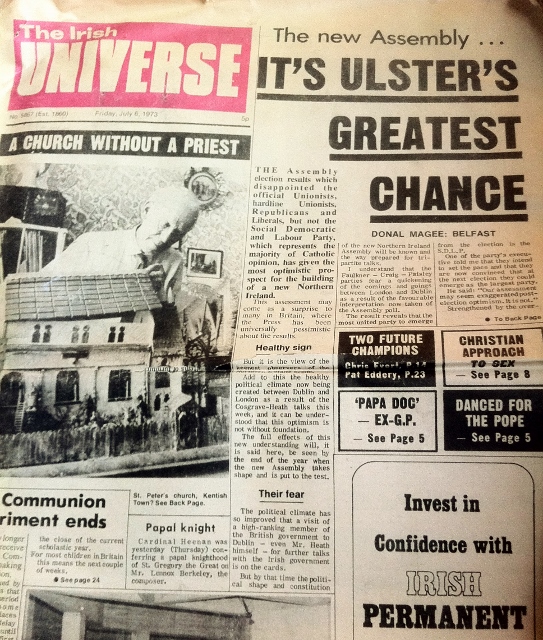 The Irish
UNIVERSE
No. 5867 (Est. 1860) Friday, July 6, 1973 5p
The new Assembly ...
IT'S ULSTER'S
GREATEST
CHANCE
DONAL MAGEE: BELFAST
A CHURCH WITHOUT A PRIEST
THE Assembly
election results which
disappointed the
official Unionists,
hardline Unionists,
Republicans and
Liberals, but not the
Social Democratic
and Labour Party,
which represents the
majority of Catholic
opinion, has given the
most optimistic pro-
spect for the building
of a new Northern
Ireland.
This assessment may
come as a surprise to
many in Britain, where
the Press has been
universally pessimistic
about the results.
Healthy sign
But it is the view of the
Add to this the healthy
political climate now being
created between Dublin and
London as a result of the
Cosgrave-Heath talks this
week, and it can be under-
stood that this optimism is
not without foundation.
The full effects of this
new understanding will, it
is said here, be seen by
the end of the year when
the new Assembly takes
shape and is put to the test.
Their fear
The political climate has
so improved that a visit of
a high-ranking member of
the British government to
Dublin — even Mr. Heath
himself — for further talks
with the Irish government
is on the cards.
But by that time the politi-
cal shape and constitution
of the new Northern Ireland
Assembly will be known and
the way prepared for tri-
partite talks.
I understand that the
Faulkner - Craig - Paisley
parties fear a quickening
of the comings and goings
between London and Dublin
as a result of the favourable
interpretation now taken of
the Assembly poll.
The result reveals that the
most united party to emerge
from the election is the
S.D.L.P.
One of the party's execu-
tive told me that they looked
to the past and that they
are now convinced that at
the next election they could
emerge as the largest party.
He said: "Our assessment
may seem exaggerated post-
election optimism. It is not."
Strengthened by the
● To Back Page
TWO FUTURE
CHAMPIONS
Pat Eddery, P.23
CHRISTIAN
APPROACH
TO SEX
— See Page 8
'PAPA DOC'
— EX-G.P.
— See Page 5
DANCED FOR
THE POPE
— See Page 5
Invest in
Confidence with
IRISH
PERMANENT
St. Peter's church, Kentish
Town? See Back Page.
Papal knight
Cardinal Heenan was
yesterday (Thursday) con-
ferring a papal knighthood
of St. Gregory the Great on
Mr. Lennox Berkeley, the
composer.
Communion
riment ends
the close of the current
scholastic year.
For most children in Britain
this means the next couple
of weeks.
● See page 24